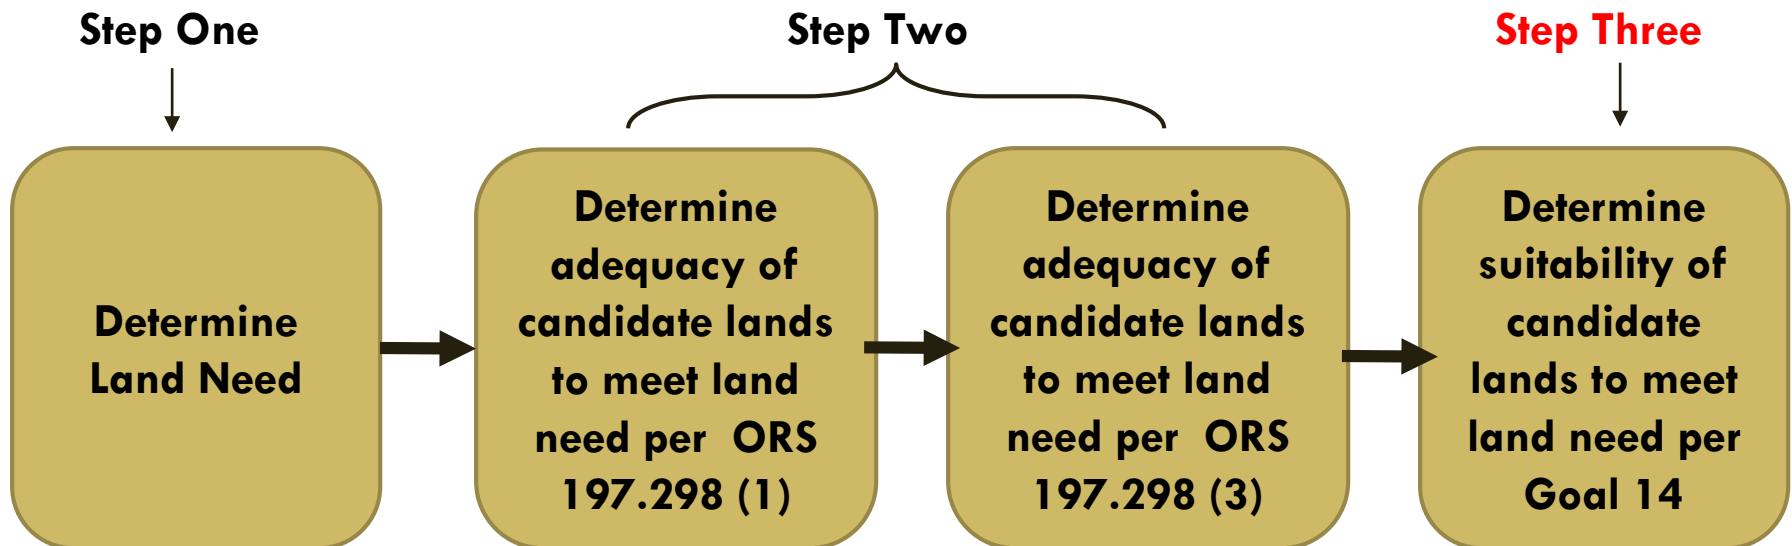 Step One
Step Two
Step Three
Determine
Land Need
Determine
adequacy of
candidate lands
to meet land
need per ORS
197.298 (1)
Determine
adequacy of
candidate lands
to meet land
need per ORS
197.298 (3)
Determine
suitability of
candidate
lands to meet
land need per
Goal 14